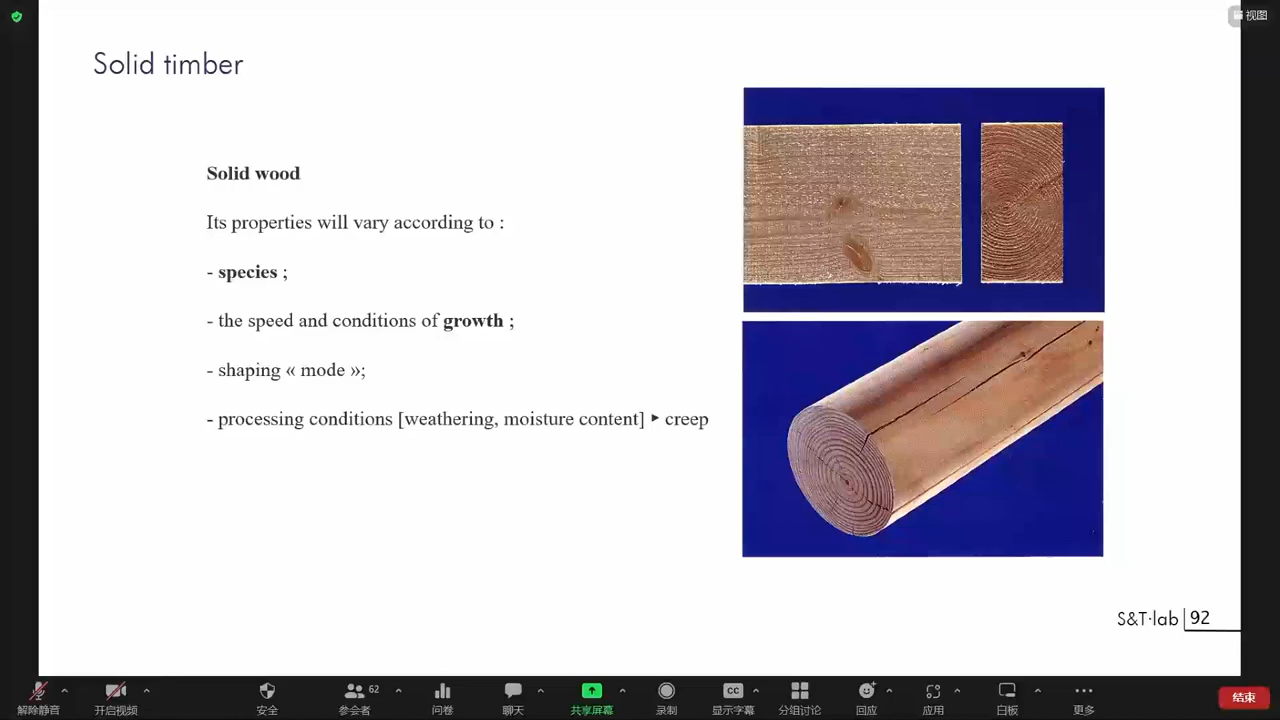 视图
Solid timber
Solid wood
Its properties will vary according to :
- species ;
- the speed and conditions of growth ;
- shaping « mode »;
- processing conditions [weathering, moisture content] ▸ creep
S&T·lab 92
解除静音 开启视频 安全 参会者 62 问卷 聊天 共享屏幕 录制 CC 显示字幕 分组讨论 回应 应用 白板 更多 结束